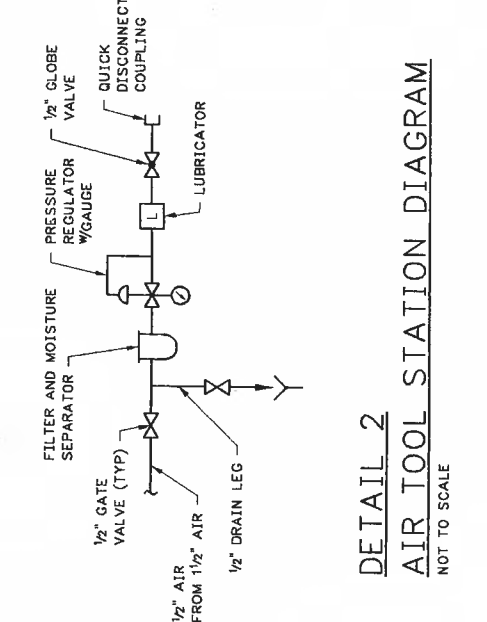 1/2" GATE
VALVE (TYP)
FILTER AND MOISTURE
SEPARATOR
PRESSURE
REGULATOR
W/GAUGE
1/2" GLOBE
VALVE
QUICK
DISCONNECT
COUPLING
L
LUBRICATOR
1/2" AIR
FROM 1 1/2" AIR
1/2" DRAIN LEG
DETAIL 2
AIR TOOL STATION DIAGRAM
NOT TO SCALE